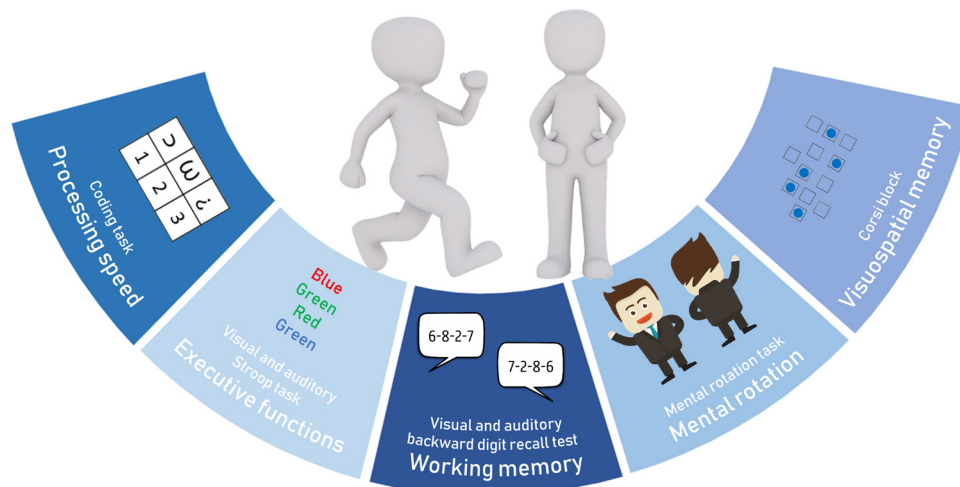 ↄ ω ¿
1 2 3
Coding task
Processing speed
Blue
Green
Red
Green
Visual and auditory
Stroop task
Executive functions
6-8-2-7
7-2-8-6
Visual and auditory
backward digit recall test
Working memory
Mental rotation task
Mental rotation
Corsi block
Visuospatial memory